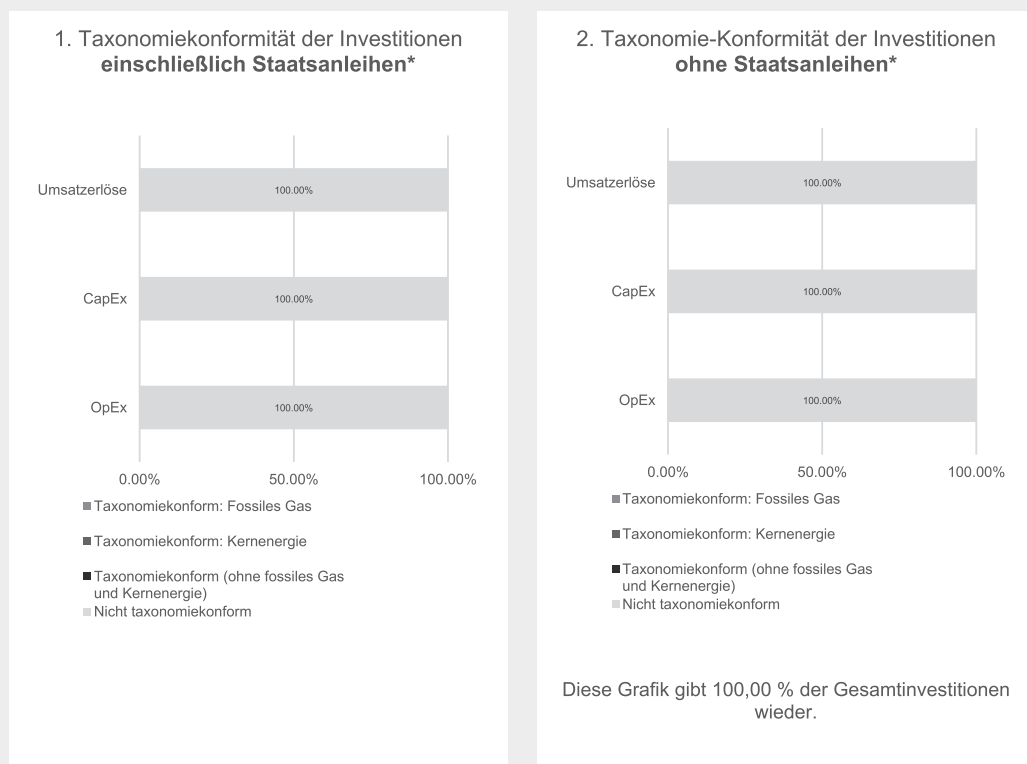 1. Taxonomiekonformität der Investitionen
einschließlich Staatsanleihen*
Umsatzerlöse
100.00%
CapEx
100.00%
OpEx
100.00%
0.00%
50.00%
100.00%
Taxonomiekonform: Fossiles Gas
Taxonomiekonform: Kernenergie
Taxonomiekonform (ohne fossiles Gas
und Kernenergie)
Nicht taxonomiekonform
2. Taxonomie-Konformität der Investitionen
ohne Staatsanleihen*
Umsatzerlöse
100.00%
CapEx
100.00%
OpEx
100.00%
0.00%
50.00%
100.00%
Taxonomiekonform: Fossiles Gas
Taxonomiekonform: Kernenergie
Taxonomiekonform (ohne fossiles Gas
und Kernenergie)
Nicht taxonomiekonform
Diese Grafik gibt 100,00 % der Gesamtinvestitionen
wieder.